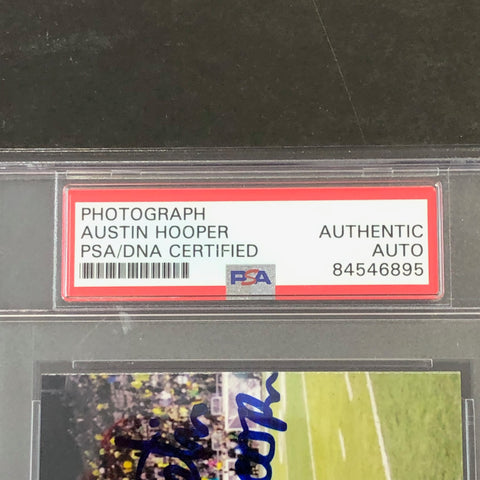 PHOTOGRAPH
AUSTIN HOOPER
PSA/DNA CERTIFIED
AUTHENTIC
AUTO
84546895
PSA